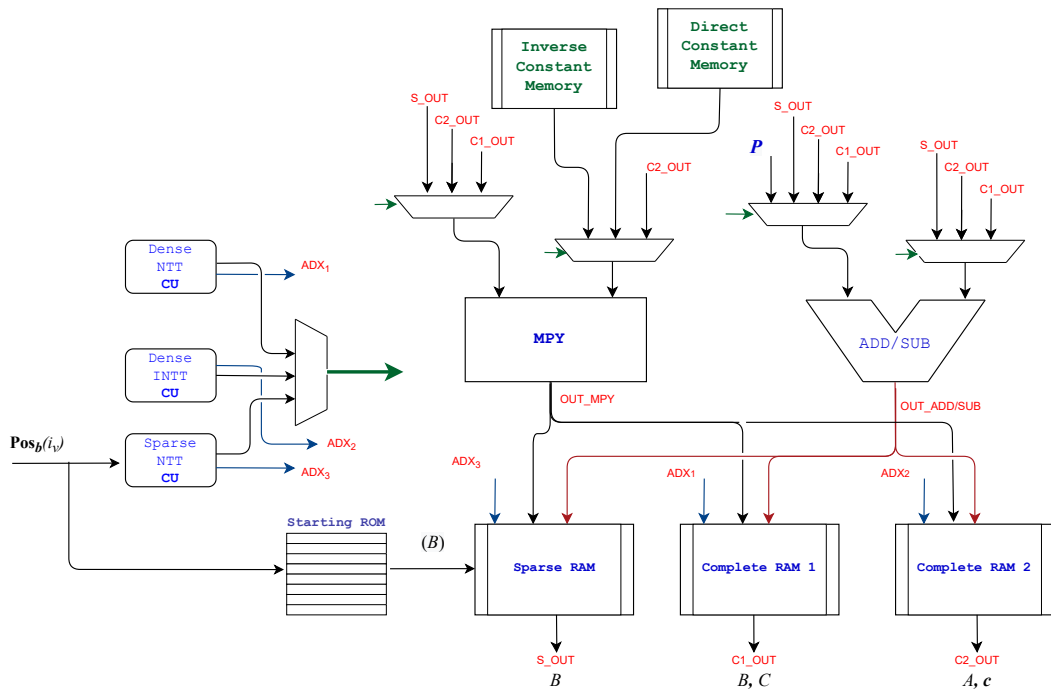 Inverse
Constant
Memory
Direct
Constant
Memory
S_OUT
C2_OUT
C1_OUT
C2_OUT
P
S_OUT
C2_OUT
C1_OUT
S_OUT
C2_OUT
C1_OUT
Dense
NTT
CU
ADX₁
Dense
INTT
CU
ADX₂
Sparse
NTT
CU
ADX₃
Pos_b(i_v)
MPY
OUT_MPY
ADD/SUB
OUT_ADD/SUB
Starting ROM
(B)
ADX₃
ADX₁
ADX₂
Sparse RAM
Complete RAM 1
Complete RAM 2
S_OUT
C1_OUT
C2_OUT
B
B, C
A, c